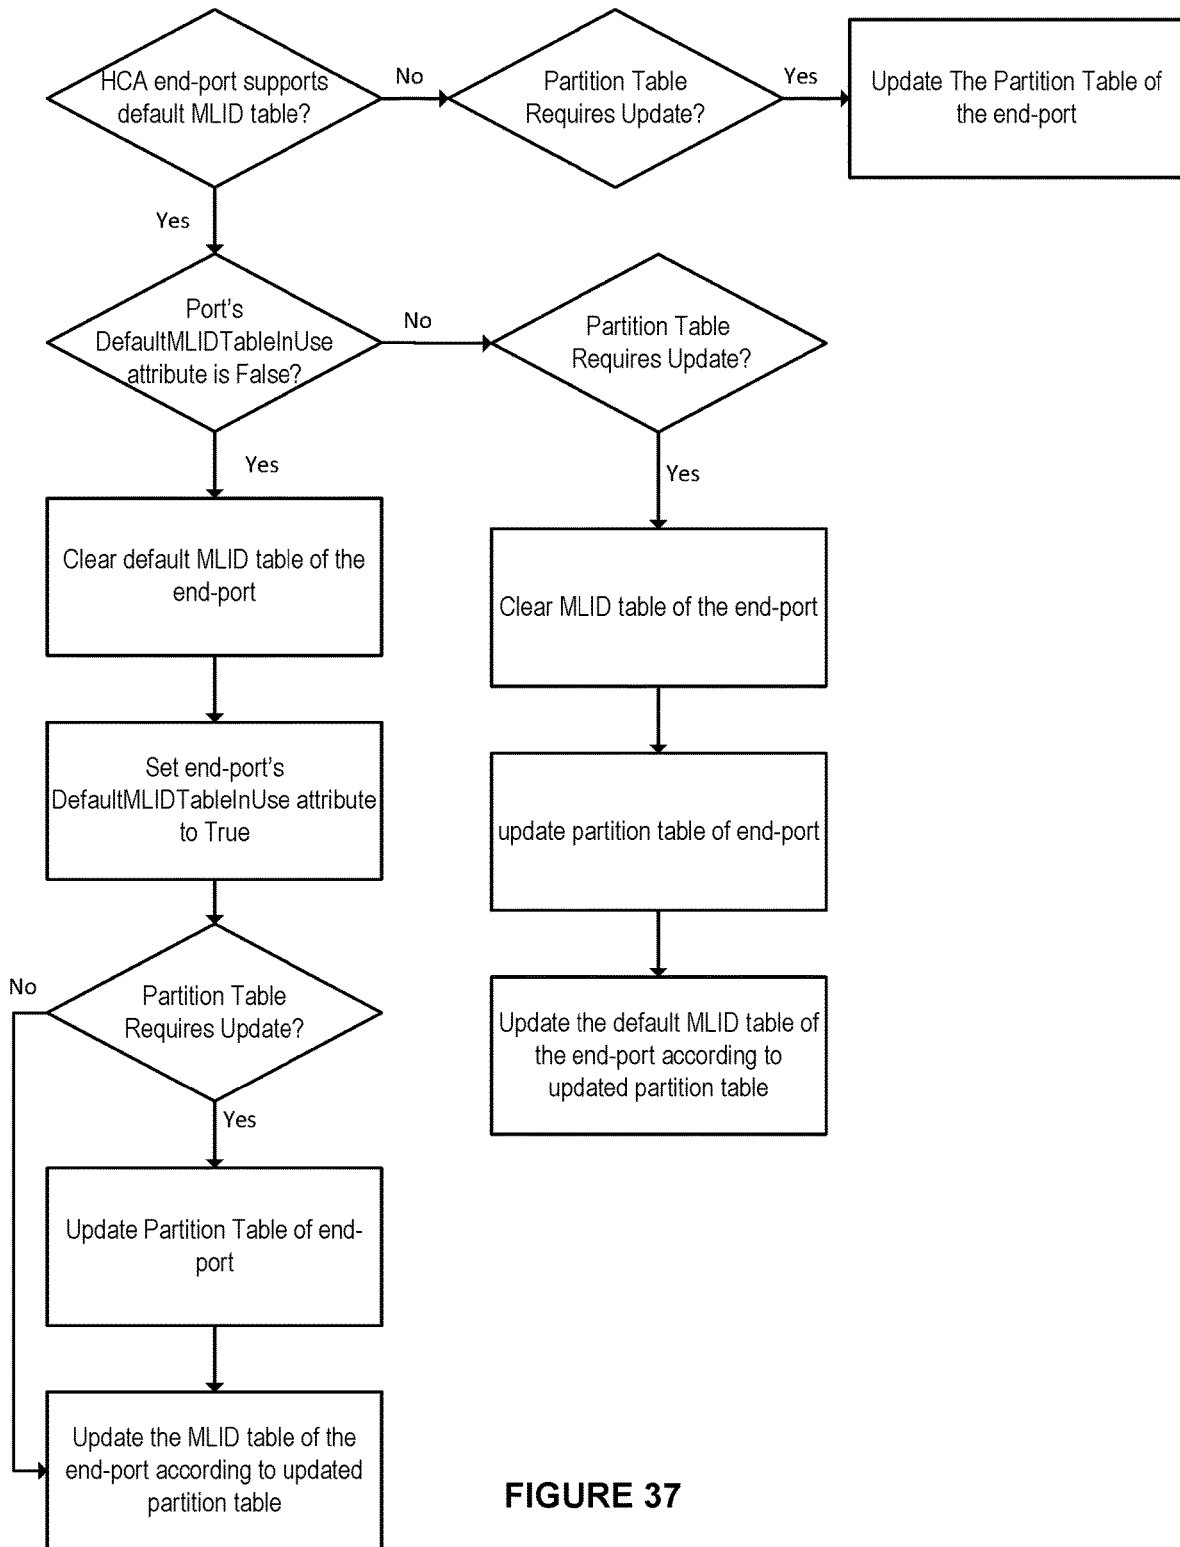 HCA end-port supports
default MLID table?
No
Partition Table
Requires Update?
Yes
Update The Partition Table of
the end-port
Yes
Port's
DefaultMLIDTableInUse
attribute is False?
No
Partition Table
Requires Update?
Yes
Yes
Clear default MLID table of the
end-port
Clear MLID table of the end-port
Set end-port's
DefaultMLIDTableInUse attribute
to True
update partition table of end-port
No
Partition Table
Requires Update?
Update the default MLID table of
the end-port according to
updated partition table
Yes
Update Partition Table of end-
port
Update the MLID table of the
end-port according to updated
partition table
FIGURE 37